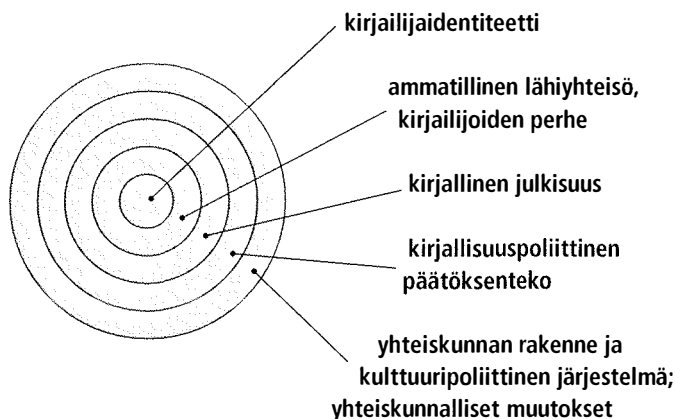 kirjailijaidentiteetti
ammatillinen lähiyhteisö,
kirjailijoiden perhe
kirjallinen julkisuus
kirjallisuuspoliittinen
päätöksenteko
yhteiskunnan rakenne ja
kulttuuripoliittinen järjestelmä;
yhteiskunnalliset muutokset